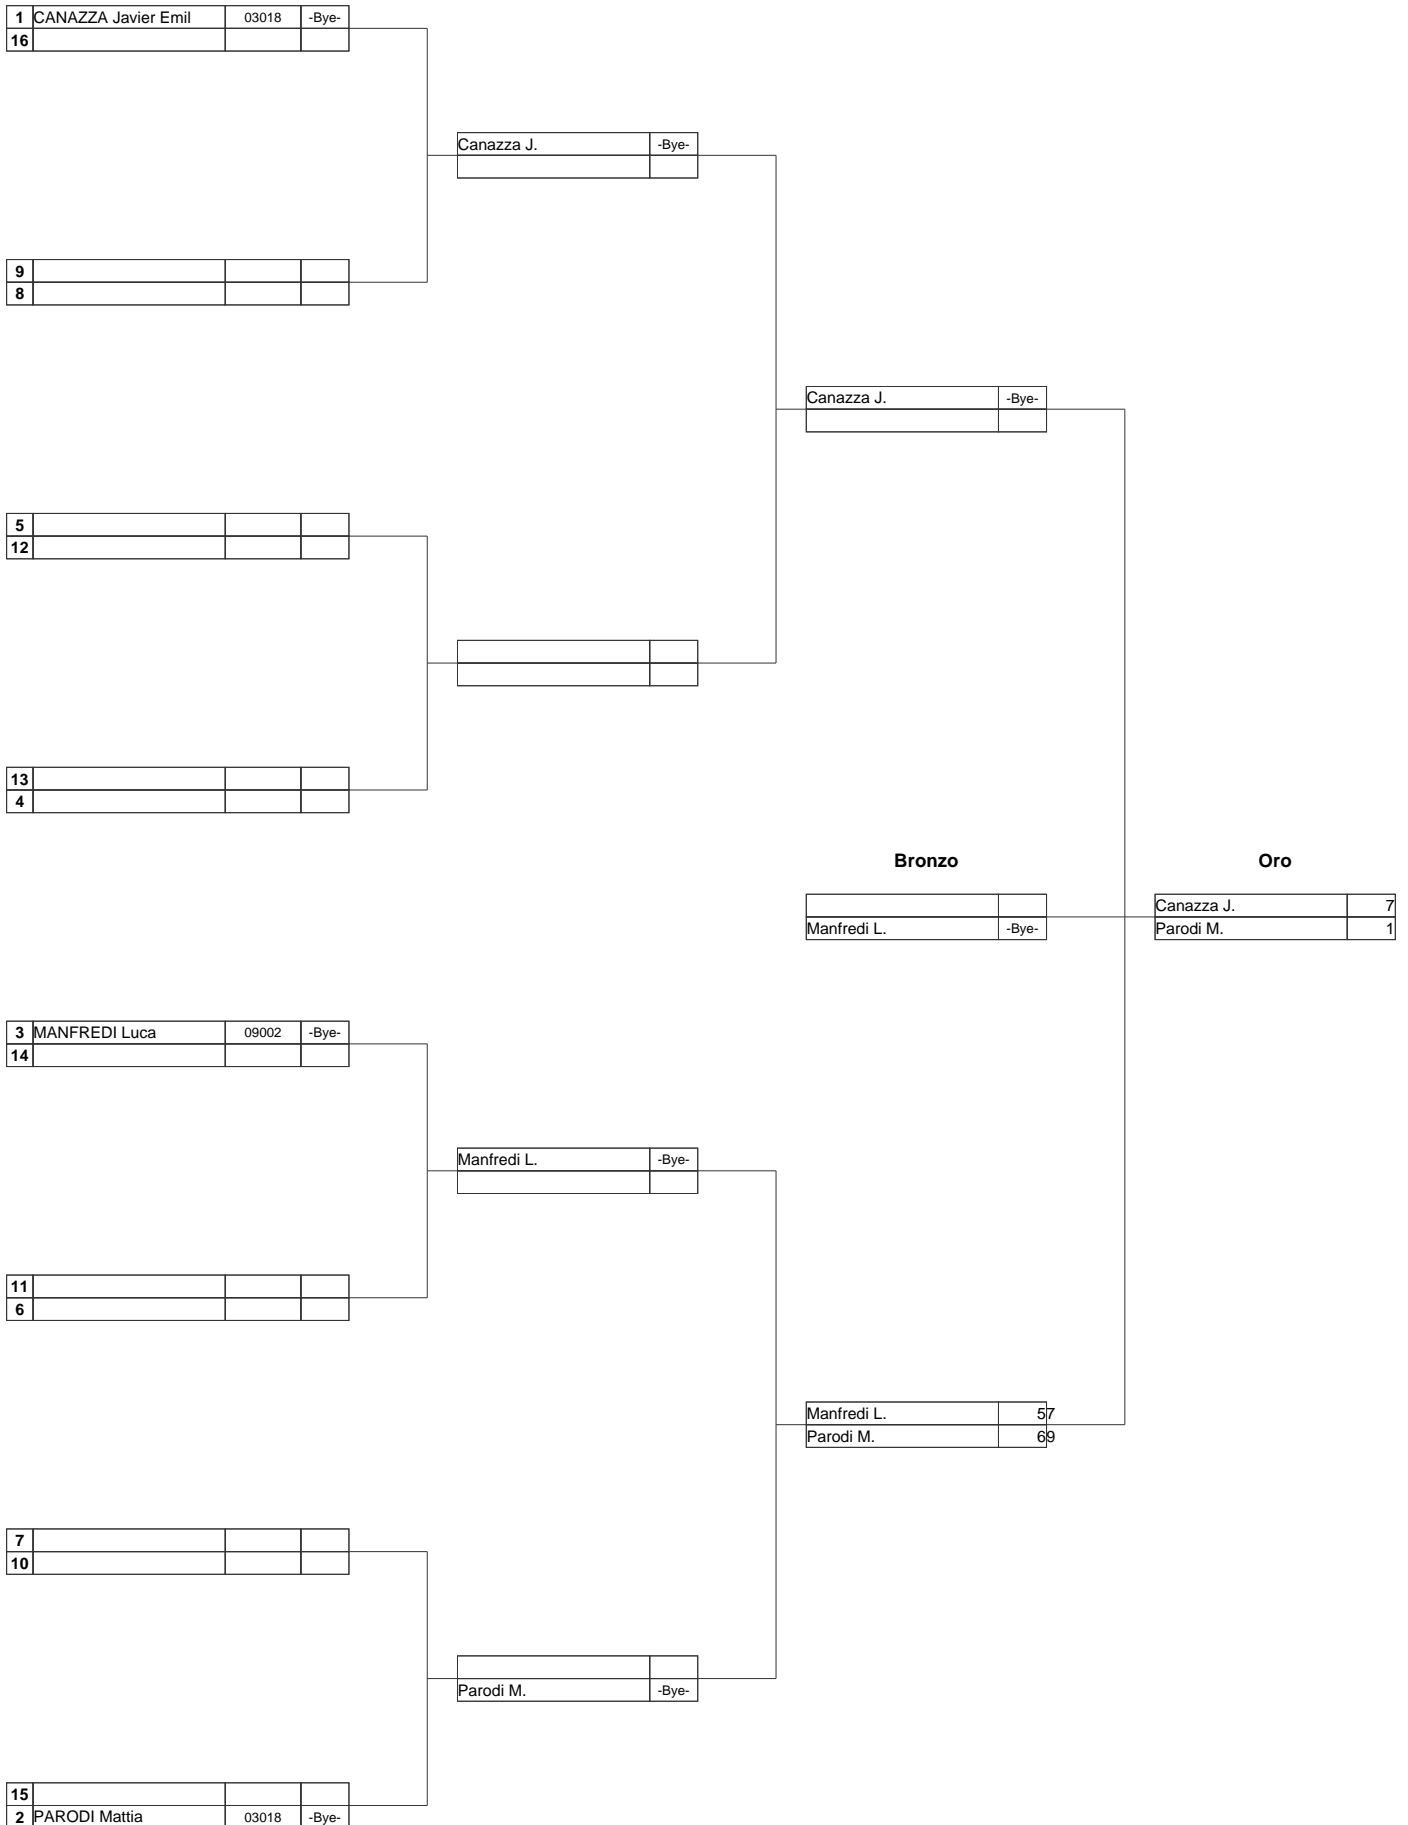 1 CANAZZA Javier Emil 03018 -Bye-
16
Canazza J. -Bye-
9
8
Canazza J. -Bye-
5
12
13
4
Bronzo Oro
Canazza J. 7
Manfredi L. -Bye- Parodi M. 1
3 MANFREDI Luca 09002 -Bye-
14
Manfredi L. -Bye-
11
6
Manfredi L. 57
Parodi M. 69
7
10
Parodi M. -Bye-
15
2 PARODI Mattia 03018 -Bye-